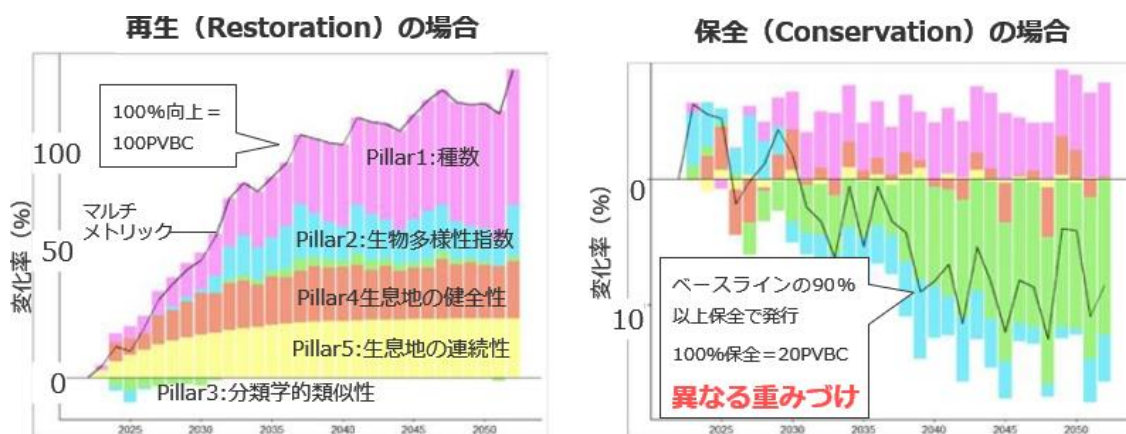 再生（Restoration）の場合
変化率（%）
100
50
0
100%向上＝
100PVBC
マルチ
メトリック
Pillar1:種数
Pillar2:生物多様性指数
Pillar4生息地の健全性
Pillar5:生息地の連続性
Pillar3:分類学的類似性
2025
2030
2035
2040
2045
2050
保全（Conservation）の場合
変化率（%）
0
10
ベースラインの90%
以上保全で発行
100%保全＝20PVBC
異なる重みづけ
2025
2030
2035
2040
2045
2050